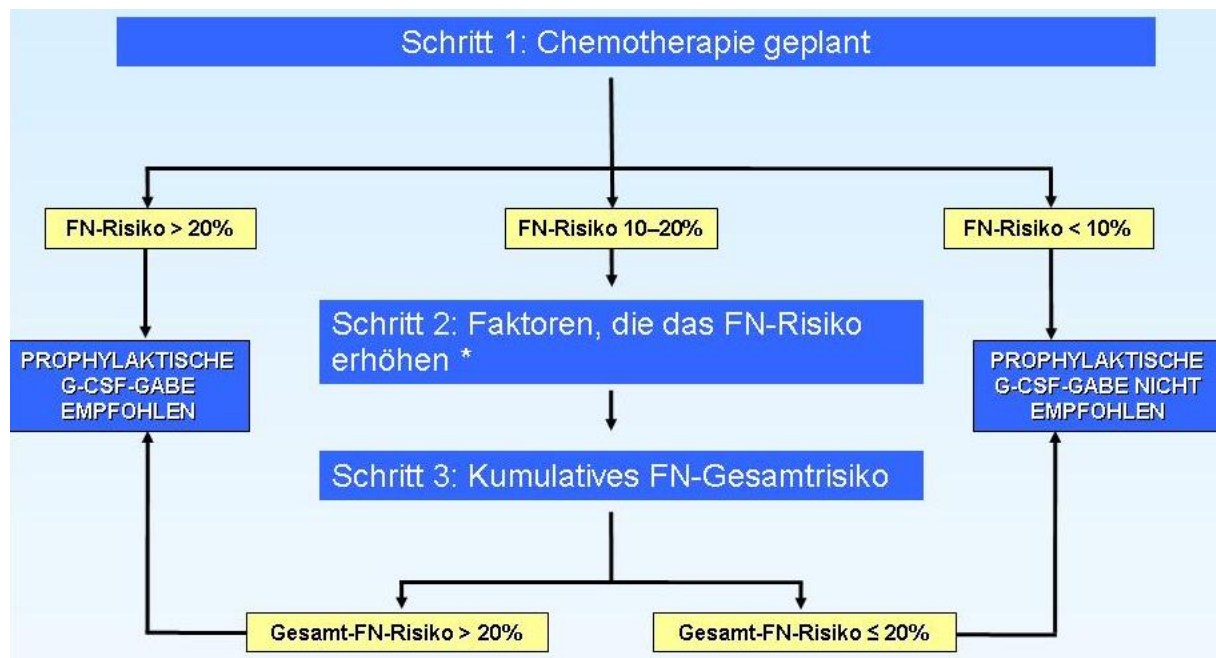 Schritt 1: Chemotherapie geplant
FN-Risiko > 20%
FN-Risiko 10–20%
FN-Risiko < 10%
Schritt 2: Faktoren, die das FN-Risiko
erhöhen *
PROPHYLAKTISCHE
G-CSF-GABE
EMPFOHLEN
PROPHYLAKTISCHE
G-CSF-GABE NICHT
EMPFOHLEN
Schritt 3: Kumulatives FN-Gesamtrisiko
Gesamt-FN-Risiko > 20%
Gesamt-FN-Risiko ≤ 20%